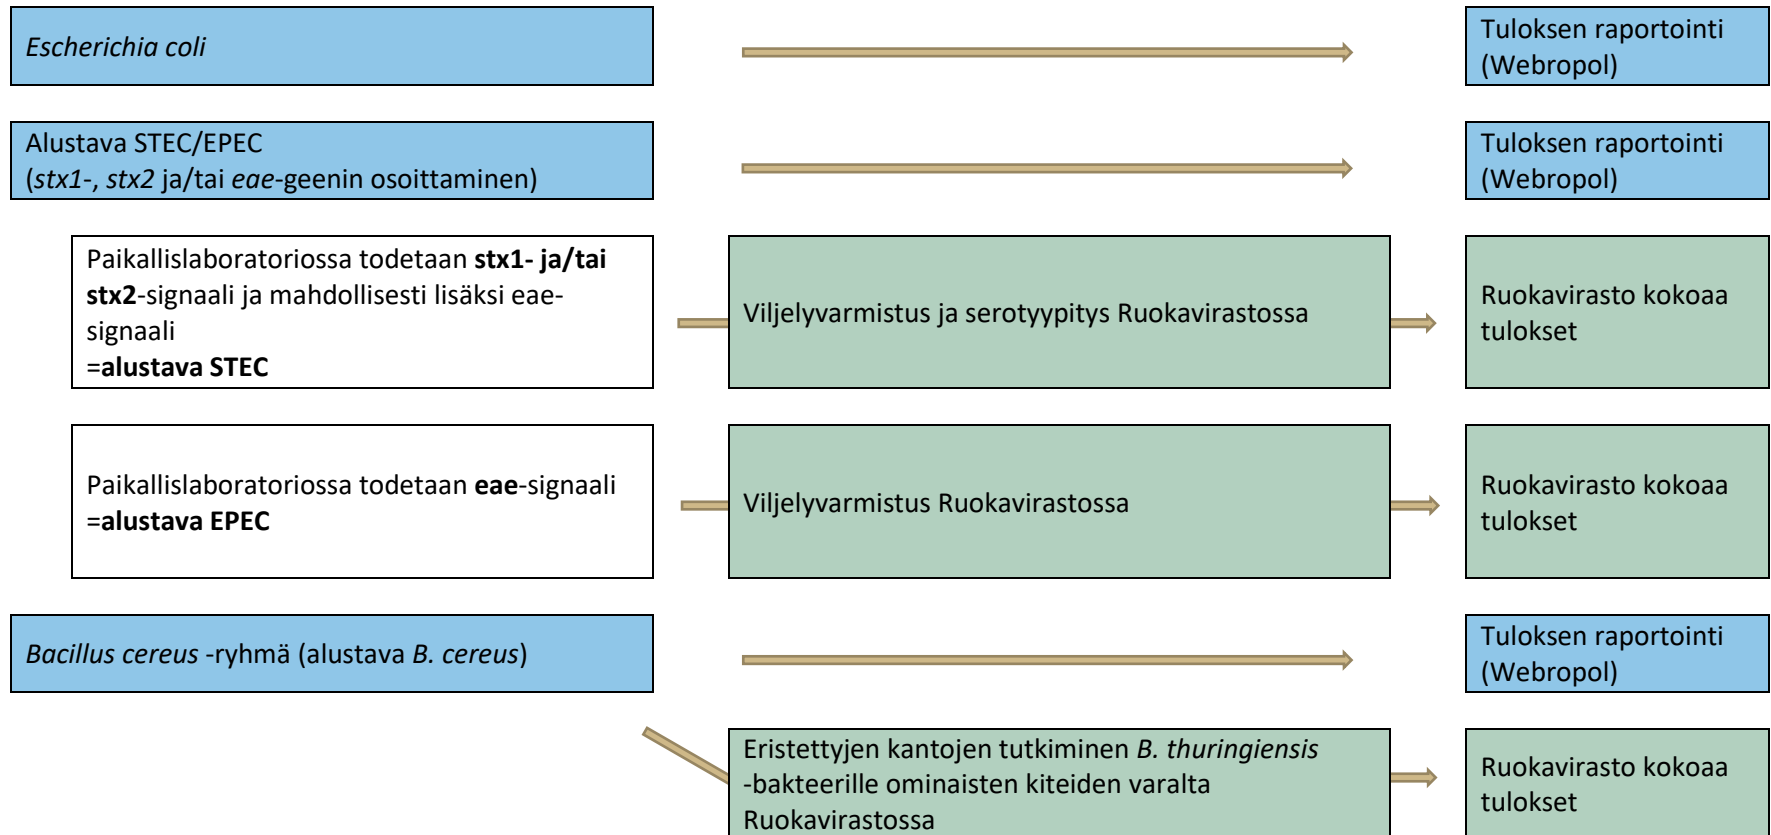 Escherichia coli
Tuloksen raportointi
(Webropol)
Alustava STEC/EPEC
(stx1-, stx2 ja/tai eae-geenin osoittaminen)
Tuloksen raportointi
(Webropol)
Paikallislaboratoriossa todetaan stx1- ja/tai
stx2-signaali ja mahdollisesti lisäksi eae-
signaali
=alustava STEC
Viljelyvarmistus ja serotyypitys Ruokavirastossa
Ruokavirasto kokoaa
tulokset
Paikallislaboratoriossa todetaan eae-signaali
=alustava EPEC
Viljelyvarmistus Ruokavirastossa
Ruokavirasto kokoaa
tulokset
Bacillus cereus -ryhmä (alustava B. cereus)
Tuloksen raportointi
(Webropol)
Eristettyjen kantojen tutkiminen B. thuringiensis
-bakteerille ominaisten kiteiden varalta
Ruokavirastossa
Ruokavirasto kokoaa
tulokset